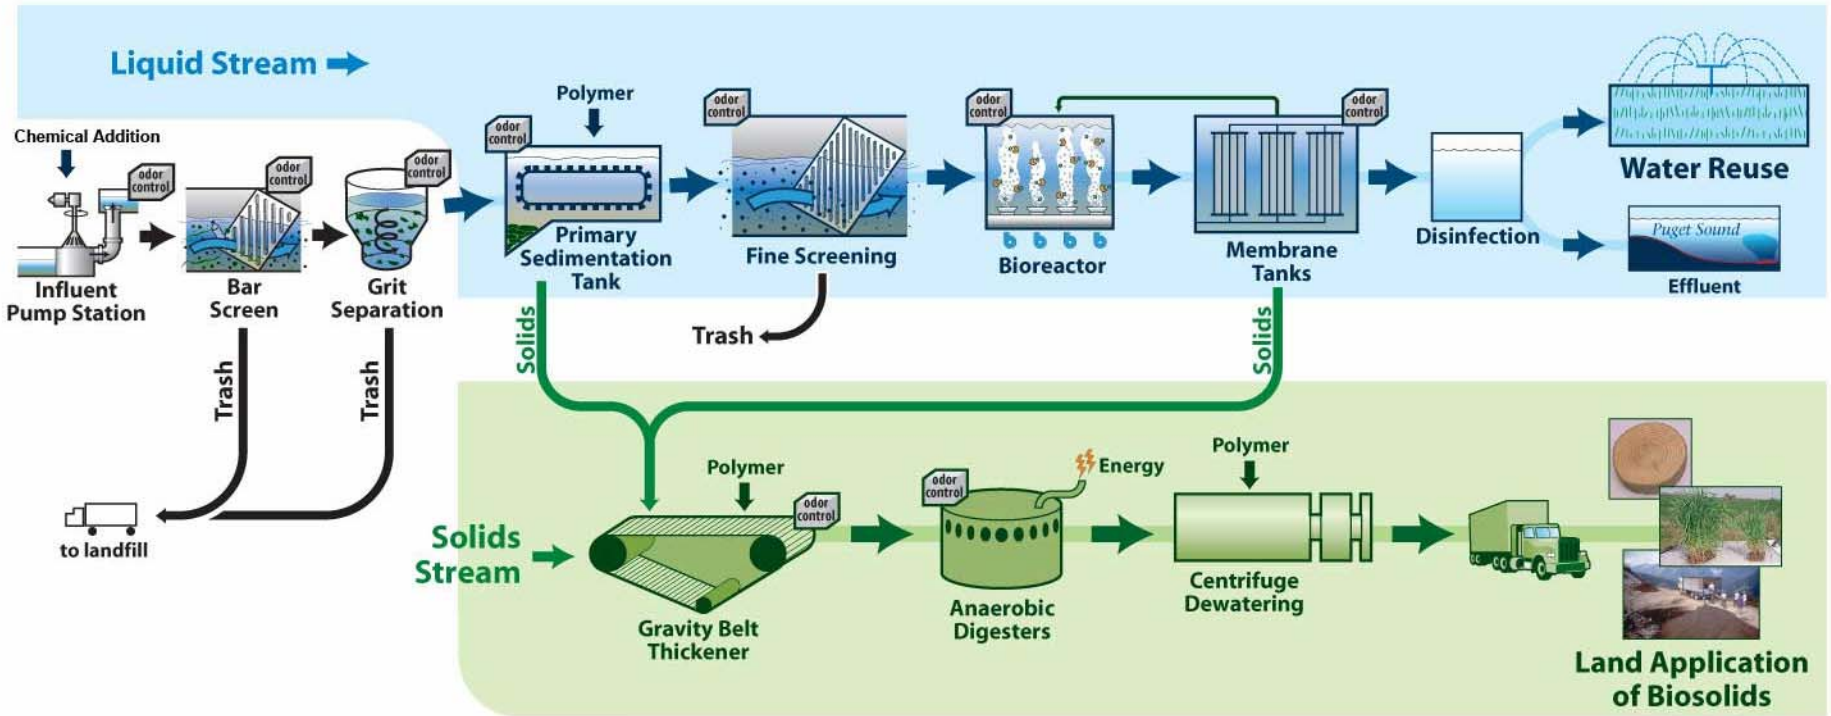 Liquid Stream
Chemical Addition
odor
control
Influent
Pump Station
odor
control
Bar
Screen
odor
control
Grit
Separation
odor
control
Polymer
Primary
Sedimentation
Tank
odor
control
Fine Screening
odor
control
Bioreactor
odor
control
Membrane
Tanks
Disinfection
Water Reuse
Puget Sound
Effluent
Trash
Trash
Trash
to landfill
Solids
Solids
Solids
Stream
Polymer
odor
control
Gravity Belt
Thickener
odor
control
Energy
Anaerobic
Digesters
Polymer
Centrifuge
Dewatering
Land Application
of Biosolids